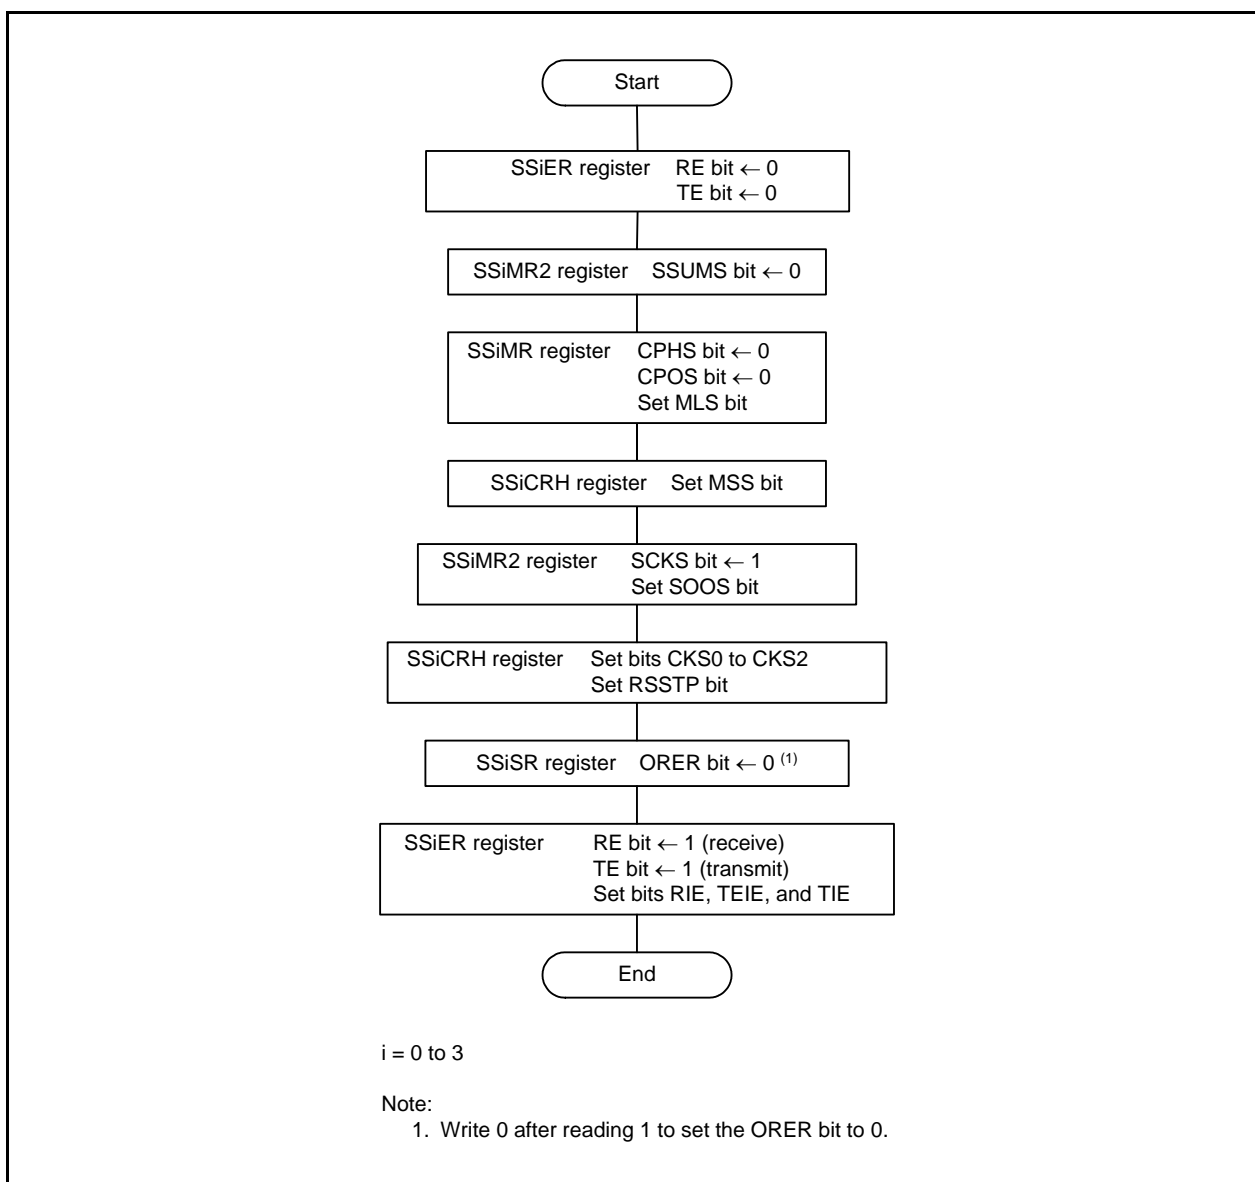 Start
SSiER register RE bit ← 0
TE bit ← 0
SSiMR2 register SSUMS bit ← 0
SSiMR register CPHS bit ← 0
CPOS bit ← 0
Set MLS bit
SSiCRH register Set MSS bit
SSiMR2 register SCKS bit ← 1
Set SOOS bit
SSiCRH register Set bits CKS0 to CKS2
Set RSSTP bit
SSiSR register ORER bit ← 0 (1)
SSiER register RE bit ← 1 (receive)
TE bit ← 1 (transmit)
Set bits RIE, TEIE, and TIE
End
i = 0 to 3
Note:
1. Write 0 after reading 1 to set the ORER bit to 0.